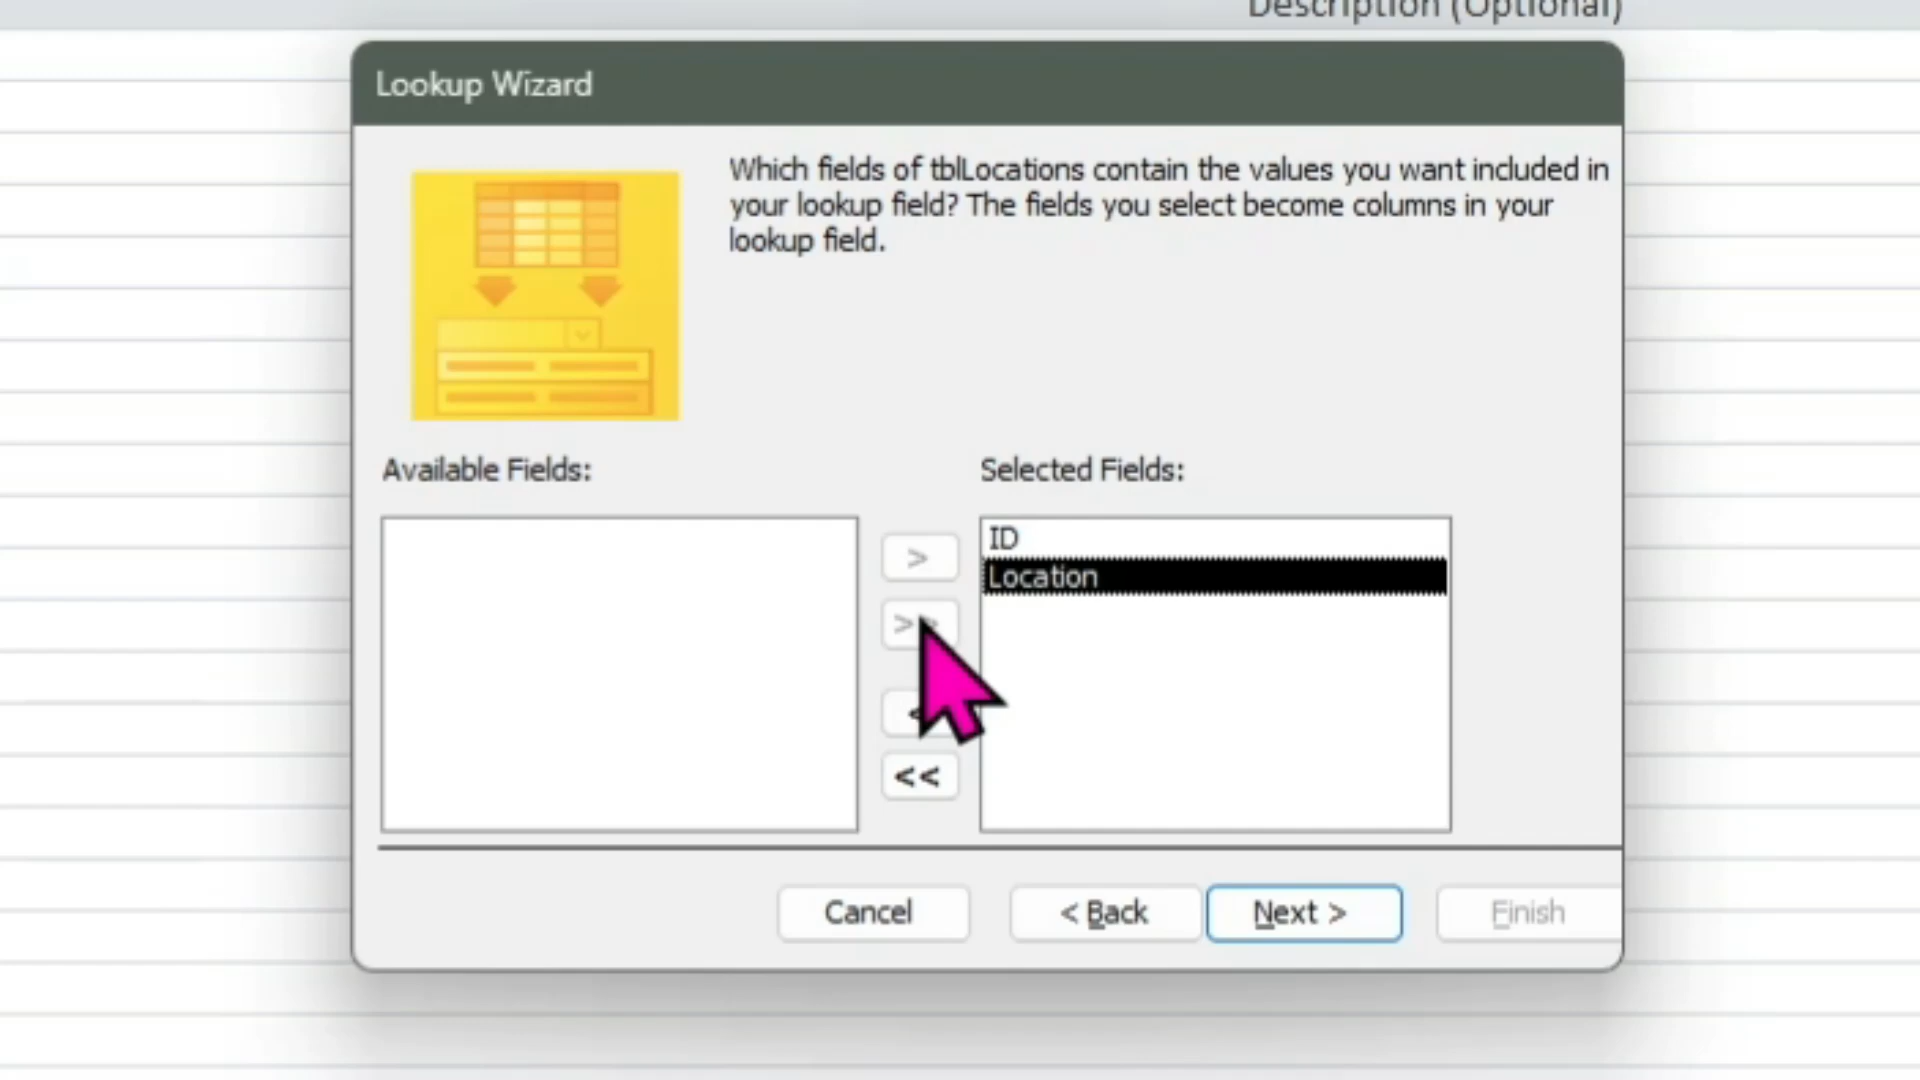 Description (Optional)
Lookup Wizard
Which fields of tblLocations contain the values you want included in
your lookup field? The fields you select become columns in your
lookup field.
Available Fields:
Selected Fields:
ID
Location
>
>>
<
<<
Cancel
< Back
Next >
Finish